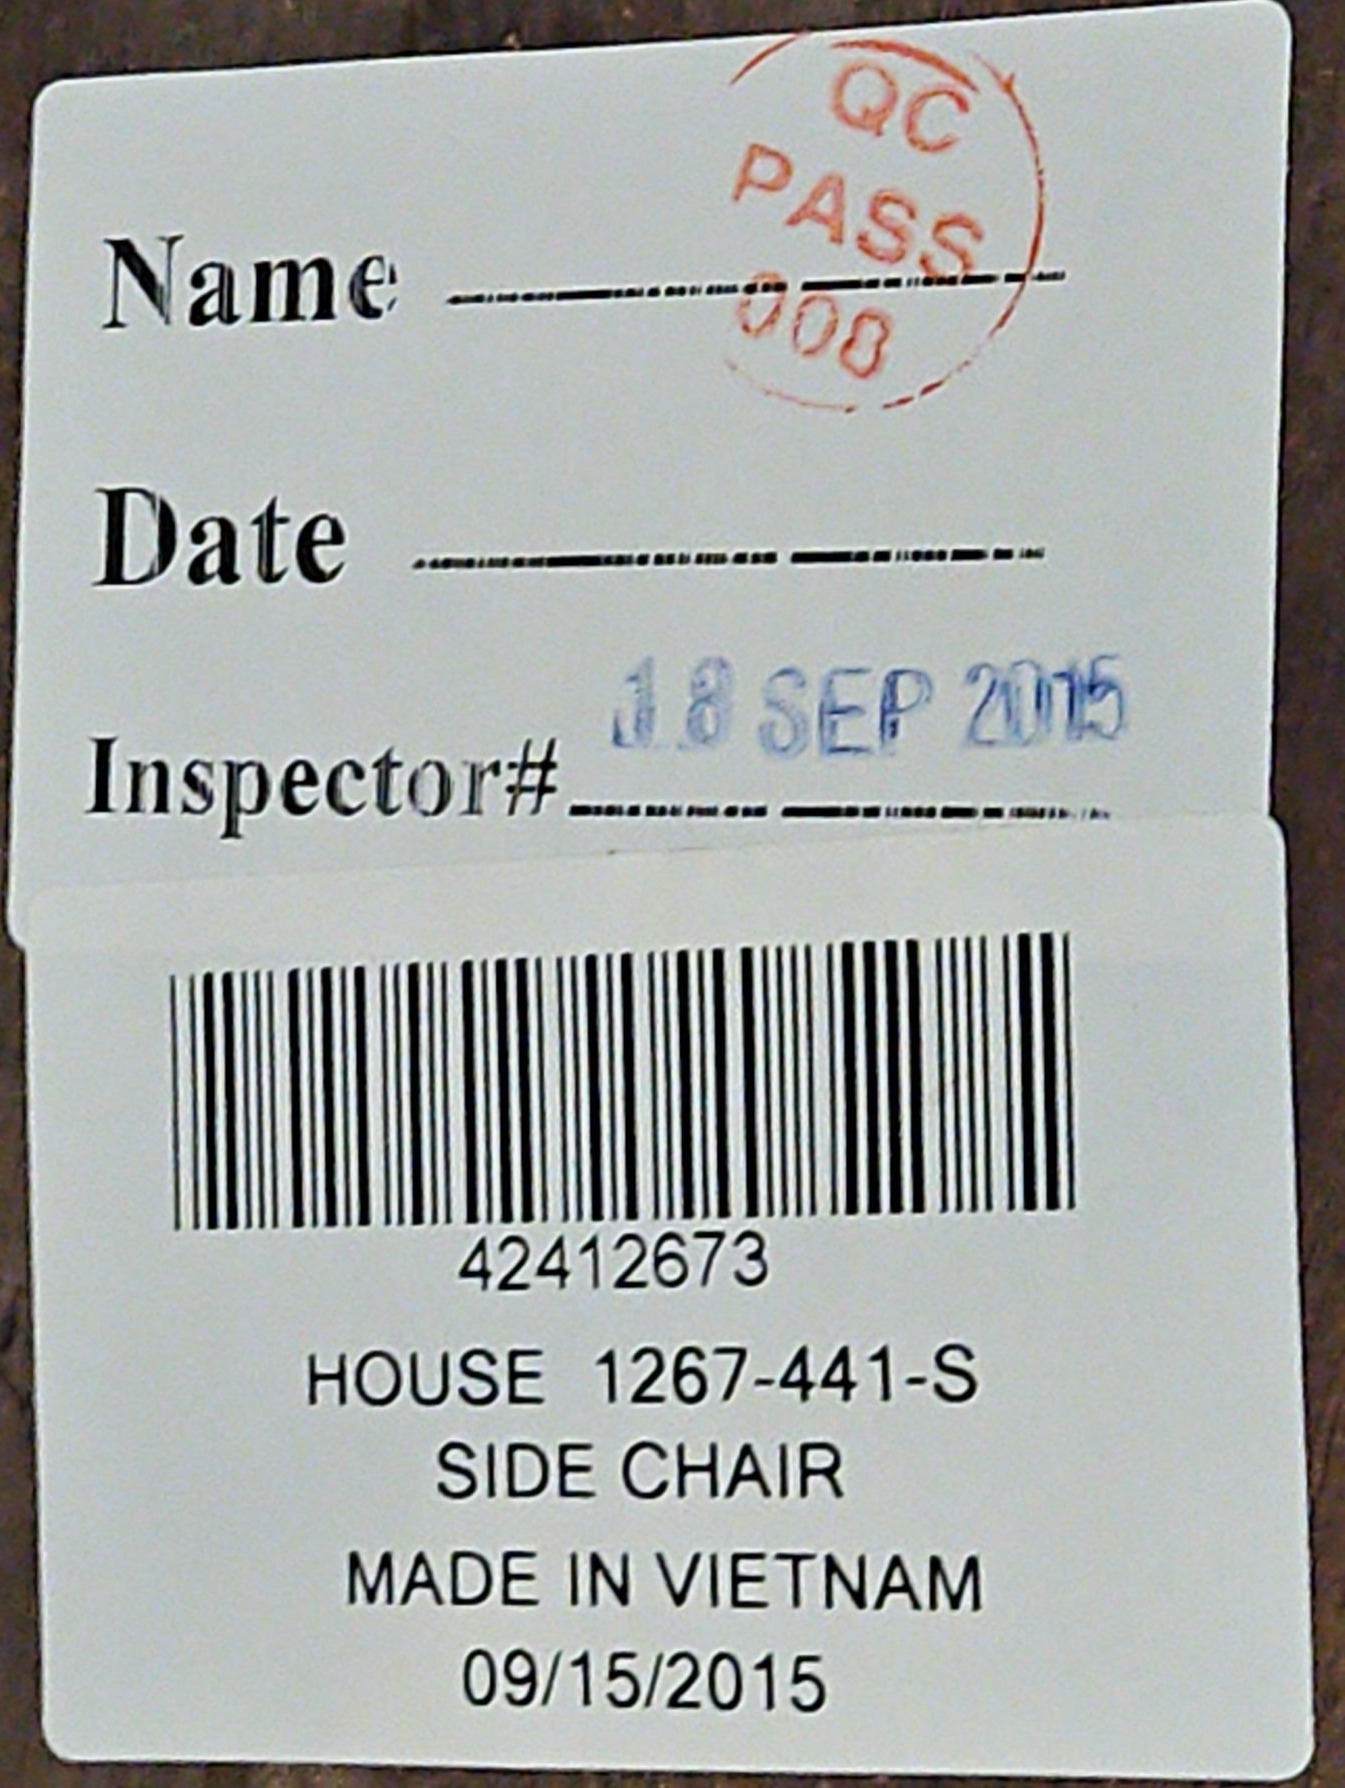 QC
PASS
008
Name
Date
18 SEP 2015
Inspector#
42412673
HOUSE 1267-441-S
SIDE CHAIR
MADE IN VIETNAM
09/15/2015